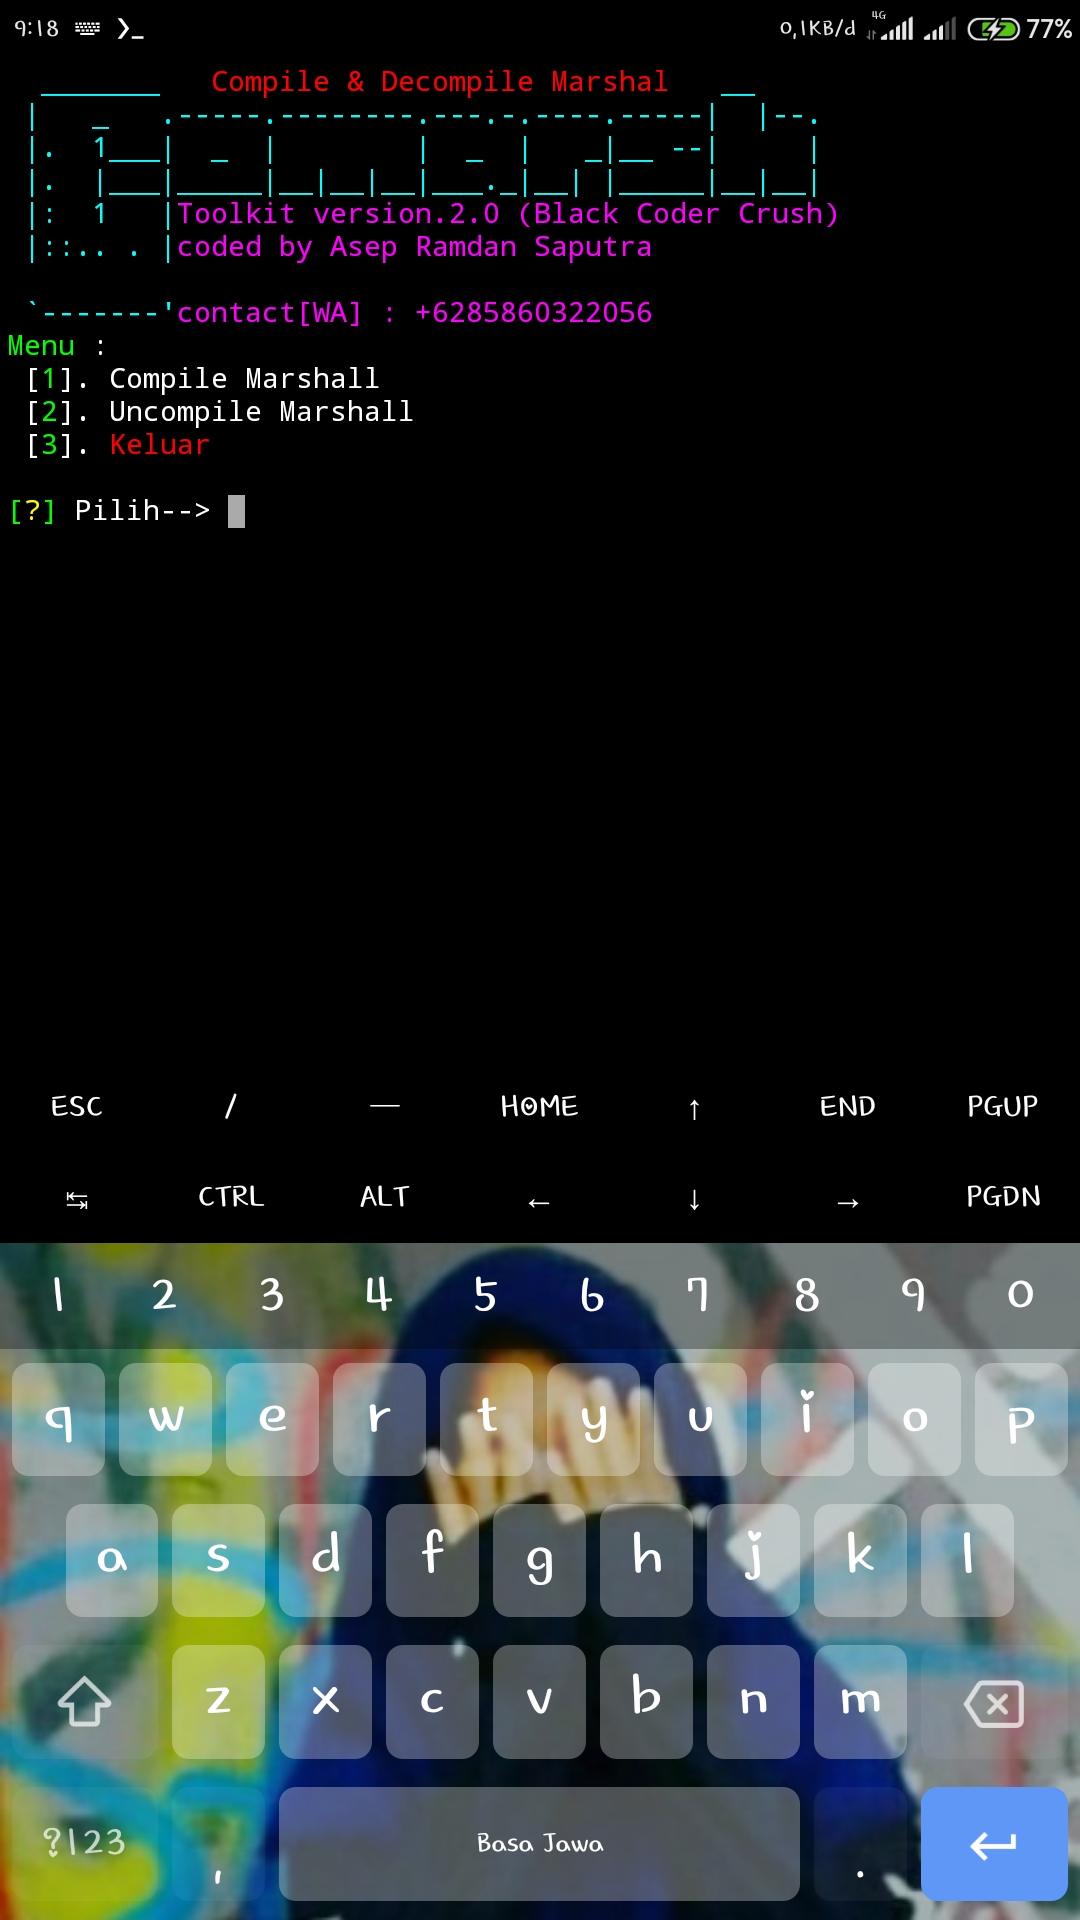 9:18 0,1KB/d 4G 77%
Compile & Decompile Marshal
Toolkit version.2.0 (Black Coder Crush)
coded by Asep Ramdan Saputra
contact[WA] : +6285860322056
Menu :
[1]. Compile Marshall
[2]. Uncompile Marshall
[3]. Keluar
[?] Pilih-->
ESC / — HOME ↑ END PGUP
↹ CTRL ALT ← ↓ → PGDN
1 2 3 4 5 6 7 8 9 0
q w e r t y u i o p
a s d f g h j k l
z x c v b n m
?123 , Basa Jawa .